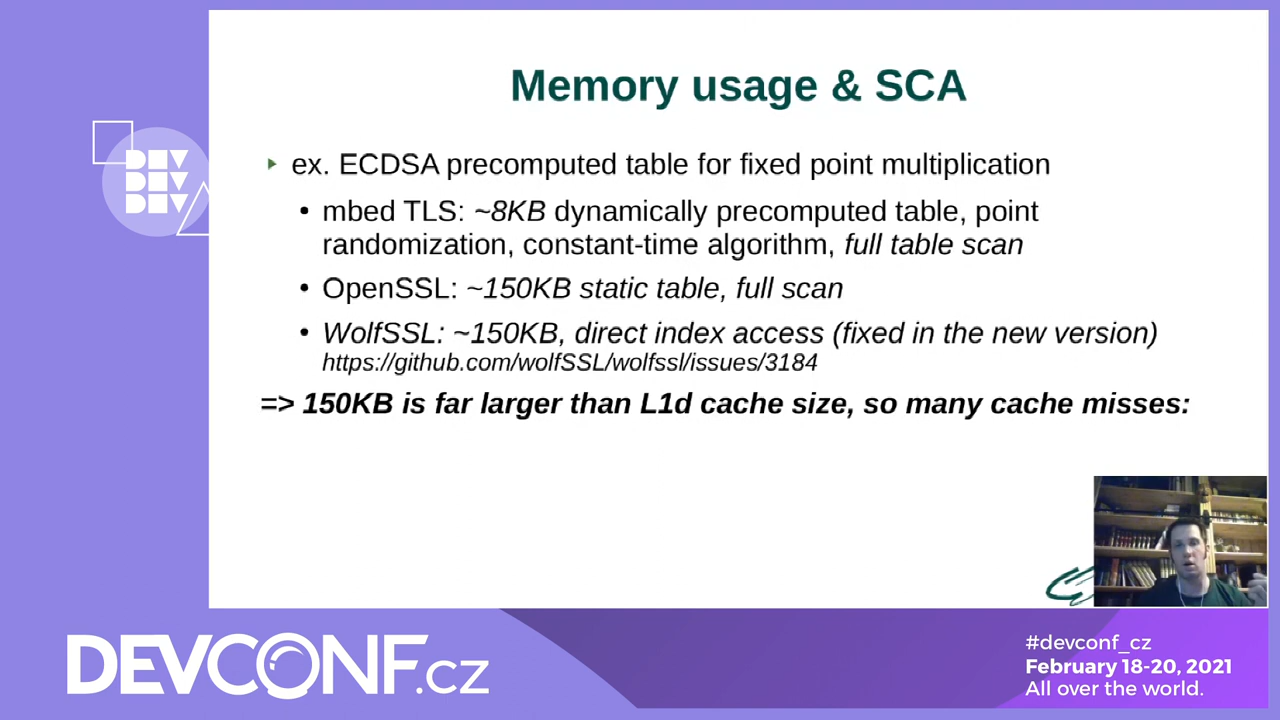 Memory usage & SCA
ex. ECDSA precomputed table for fixed point multiplication
mbed TLS: ~8KB dynamically precomputed table, point
randomization, constant-time algorithm, full table scan
OpenSSL: ~150KB static table, full scan
WolfSSL: ~150KB, direct index access (fixed in the new version)
https://github.com/wolfSSL/wolfssl/issues/3184
=> 150KB is far larger than L1d cache size, so many cache misses:
DEV
DEV
DEV
DEVCONF.cz
#devconf_cz
February 18-20, 2021
All over the world.